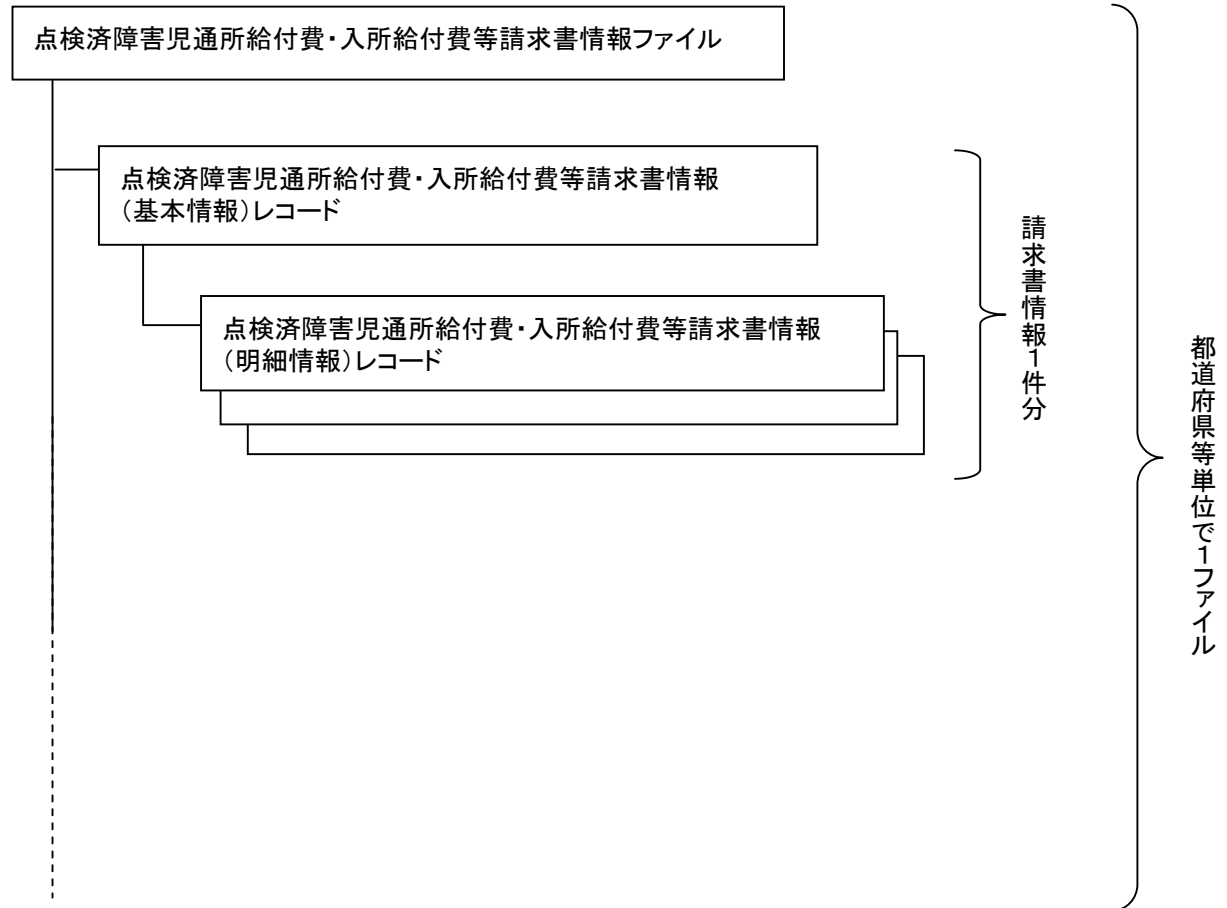 点検済障害児通所給付費・入所給付費等請求書情報ファイル
点検済障害児通所給付費・入所給付費等請求書情報
（基本情報）レコード
点検済障害児通所給付費・入所給付費等請求書情報
（明細情報）レコード
請求書情報１件分
都道府県等単位で１ファイル